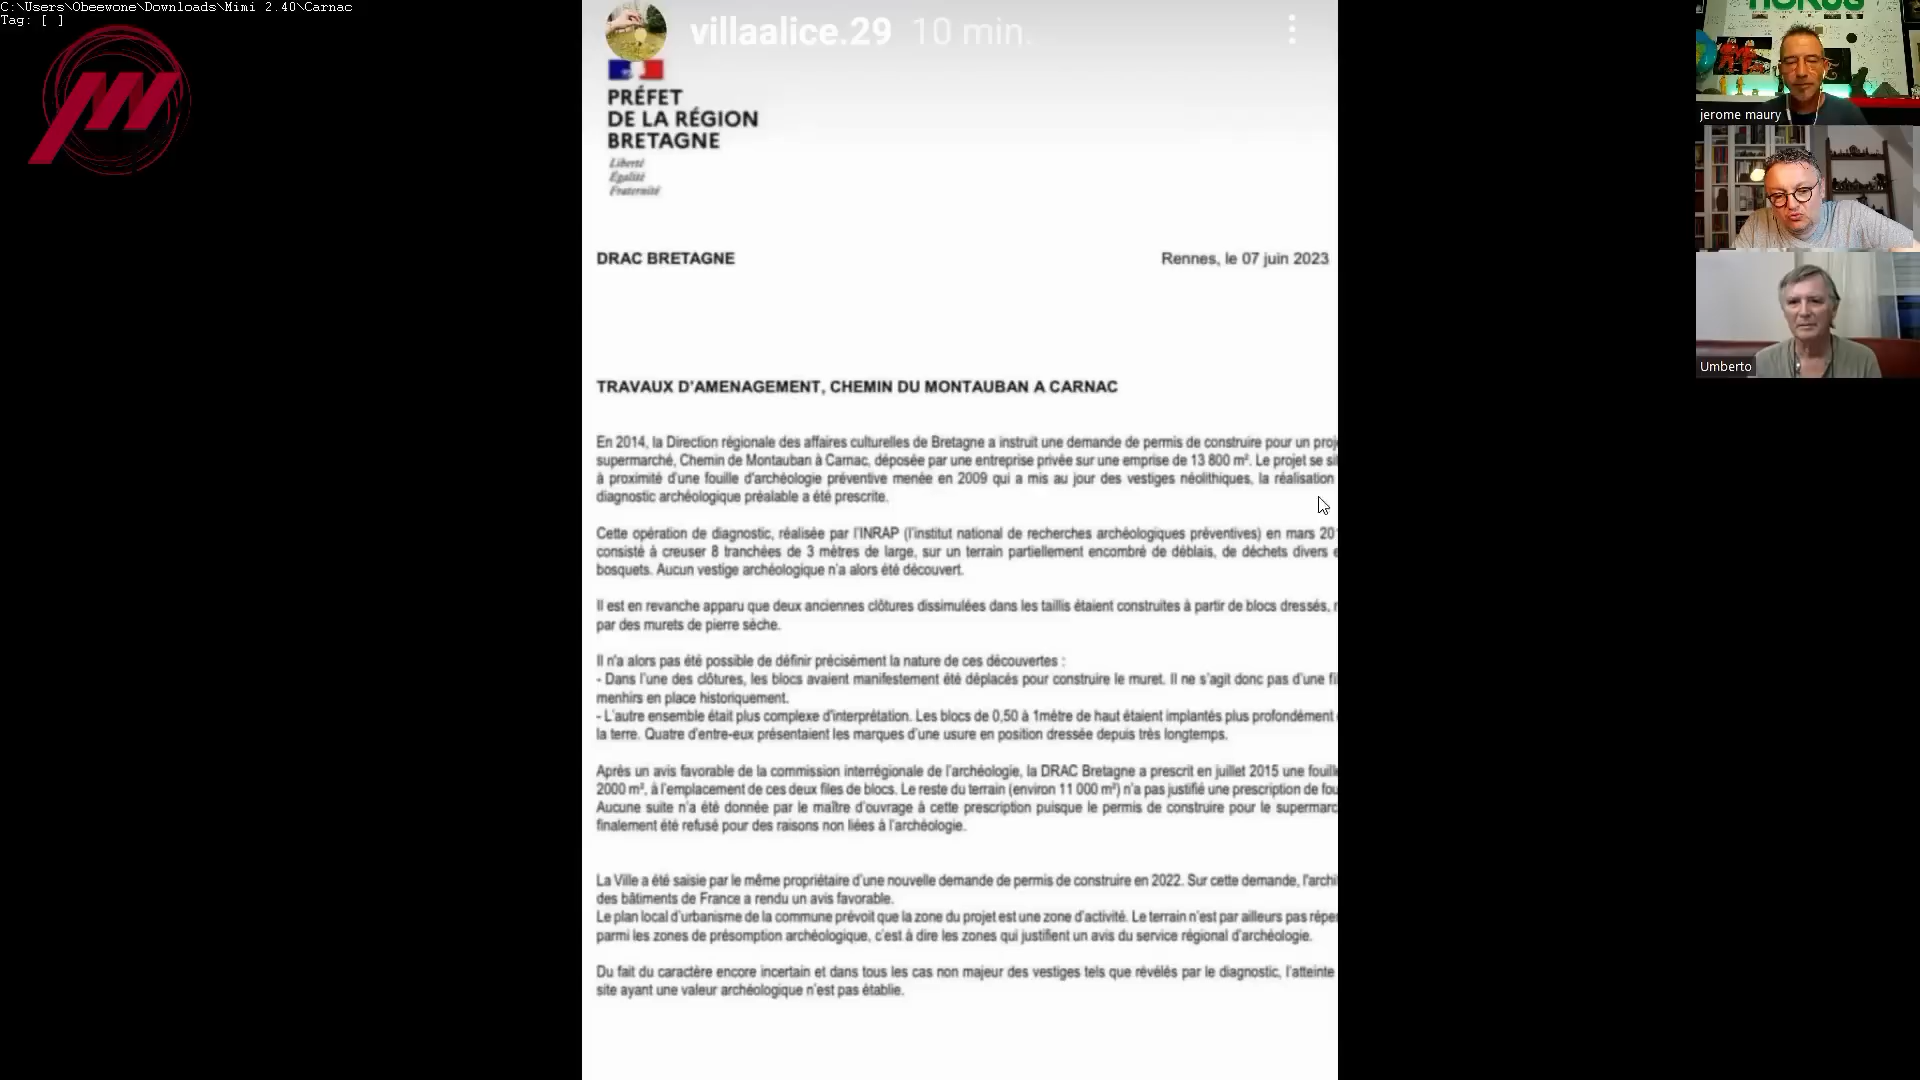 C:\Users\Obeewone\Downloads\Mimi 2.40\Carnac
Tag: [ ]
villaalice.29 10 min.
PRÉFET
DE LA RÉGION
BRETAGNE
Liberté
Égalité
Fraternité
DRAC BRETAGNE
Rennes, le 07 juin 2023
TRAVAUX D'AMENAGEMENT, CHEMIN DU MONTAUBAN A CARNAC
En 2014, la Direction régionale des affaires culturelles de Bretagne a instruit une demande de permis de construire pour un
supermarché, Chemin de Montauban à Carnac, déposée par une entreprise privée sur une emprise de 13 800 m². Le projet se
à proximité d'une fouille d'archéologie préventive menée en 2009 qui a mis au jour des vestiges néolithiques, la réalisation
diagnostic archéologique préalable a été prescrite.
Cette opération de diagnostic, réalisée par l'INRAP (l'institut national de recherches archéologiques préventives) en mars
consisté à creuser 8 tranchées de 3 mètres de large, sur un terrain partiellement encombré de déblais, de déchets divers
bosquets. Aucun vestige archéologique n'a alors été découvert.
Il est en revanche apparu que deux anciennes clôtures dissimulées dans les taillis étaient construites à partir de blocs dressés,
par des murets de pierre sèche.
Il n'a alors pas été possible de définir précisément la nature de ces découvertes :
- Dans l'une des clôtures, les blocs avaient manifestement été déplacés pour construire le muret. Il ne s'agit donc pas d'une
menhirs en place historiquement.
- L'autre ensemble était plus complexe d'interprétation. Les blocs de 0,50 à 1mètre de haut étaient implantés plus profondément
la terre. Quatre d'entre-eux présentaient les marques d'une usure en position dressée depuis très longtemps.
Après un avis favorable de la commission interrégionale de l'archéologie, la DRAC Bretagne a prescrit en juillet 2015 une
2000 m², à l'emplacement de ces deux files de blocs. Le reste du terrain (environ 11 000 m²) n'a pas justifié une prescription de
Aucune suite n'a été donnée par le maître d'ouvrage à cette prescription puisque le permis de construire pour le
finalement été refusé pour des raisons non liées à l'archéologie.
La Ville a été saisie par le même propriétaire d'une nouvelle demande de permis de construire en 2022. Sur cette demande,
des bâtiments de France a rendu un avis favorable.
Le plan local d'urbanisme de la commune prévoit que la zone du projet est une zone d'activité. Le terrain n'est par ailleurs pas
parmi les zones de présomption archéologique, c'est à dire les zones qui justifient un avis du service régional d'archéologie.
Du fait du caractère encore incertain et dans tous les cas non majeur des vestiges tels que révélés par le diagnostic, l'atteinte
site ayant une valeur archéologique n'est pas établie.
jerome maury
Umberto